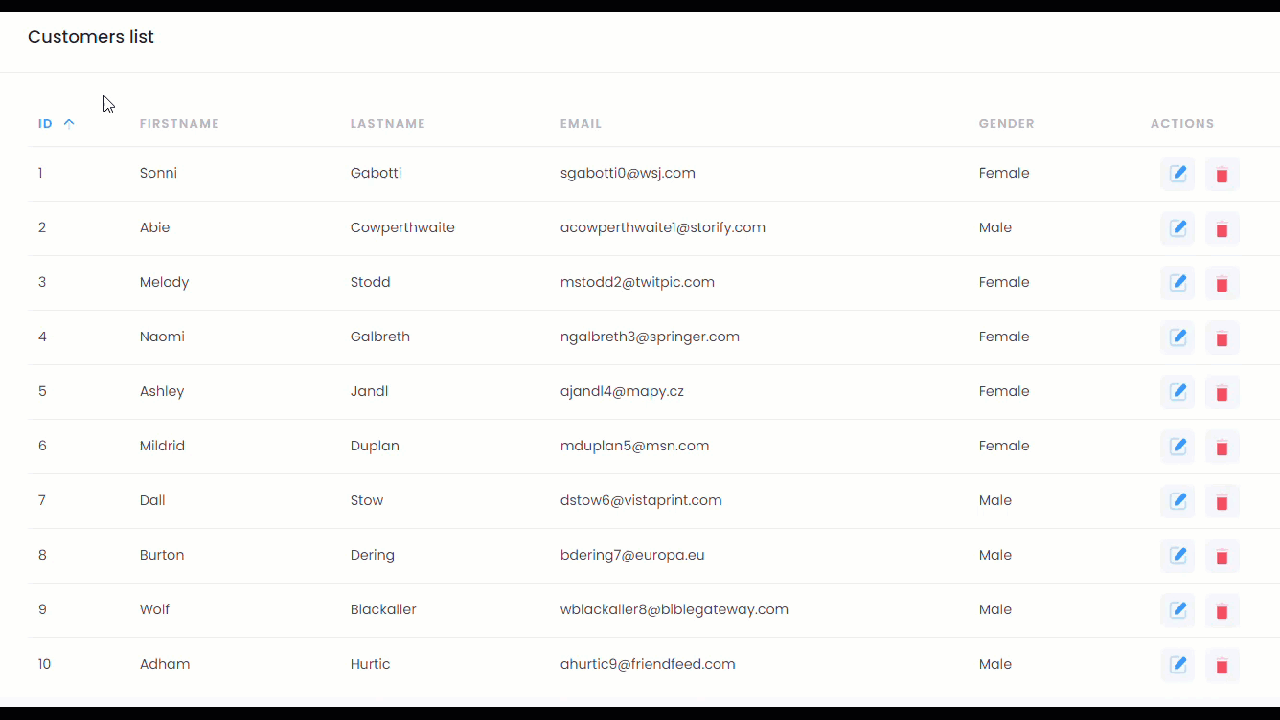 Customers list
ID FIRSTNAME LASTNAME EMAIL GENDER ACTIONS
1 Sonni Gabotti sgabotti0@wsj.com Female
2 Abie Cowperthwaite acowperthwaite1@storify.com Male
3 Melody Stodd mstodd2@twitpic.com Female
4 Naomi Galbreth ngalbreth3@springer.com Female
5 Ashley Jandl ajandl4@mapy.cz Female
6 Mildrid Duplan mduplan5@msn.com Female
7 Dall Stow dstow6@vistaprint.com Male
8 Burton Dering bdering7@europa.eu Male
9 Wolf Blackaller wblackaller8@biblegateway.com Male
10 Adham Hurtic ahurtic9@friendfeed.com Male